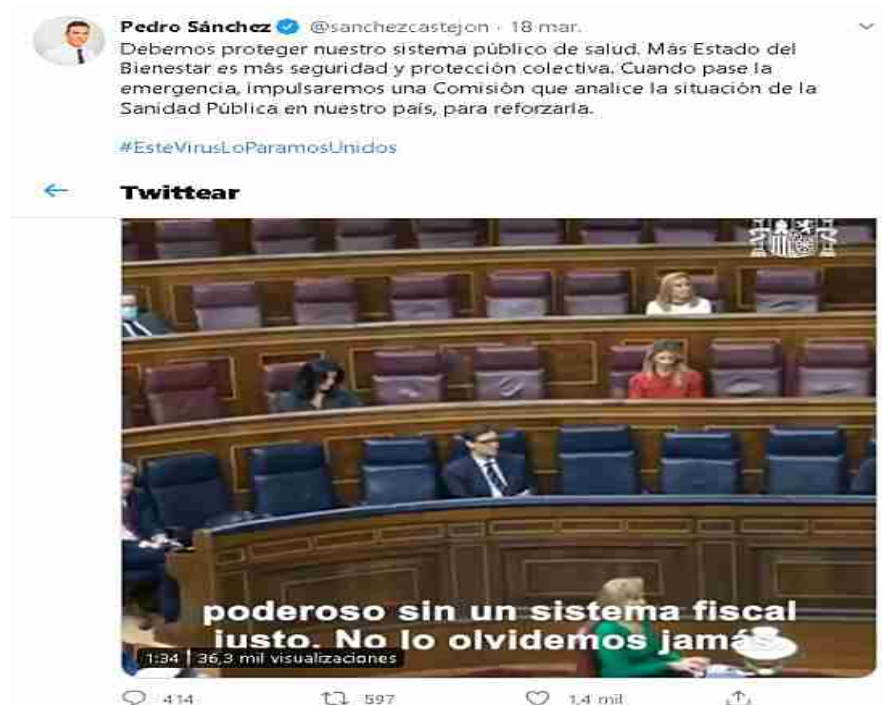 Pedro Sánchez @sanchezcastejon · 18 mar.
Debemos proteger nuestro sistema público de salud. Más Estado del
Bienestar es más seguridad y protección colectiva. Cuando pase la
emergencia, impulsaremos una Comisión que analice la situación de la
Sanidad Pública en nuestro país, para reforzarla.
#EsteVirusLoParamosUnidos
Twittear
poderoso sin un sistema fiscal
justo. No lo olvidemos jamás
1:34 36,3 mil visualizaciones
414 597 1,4 mil